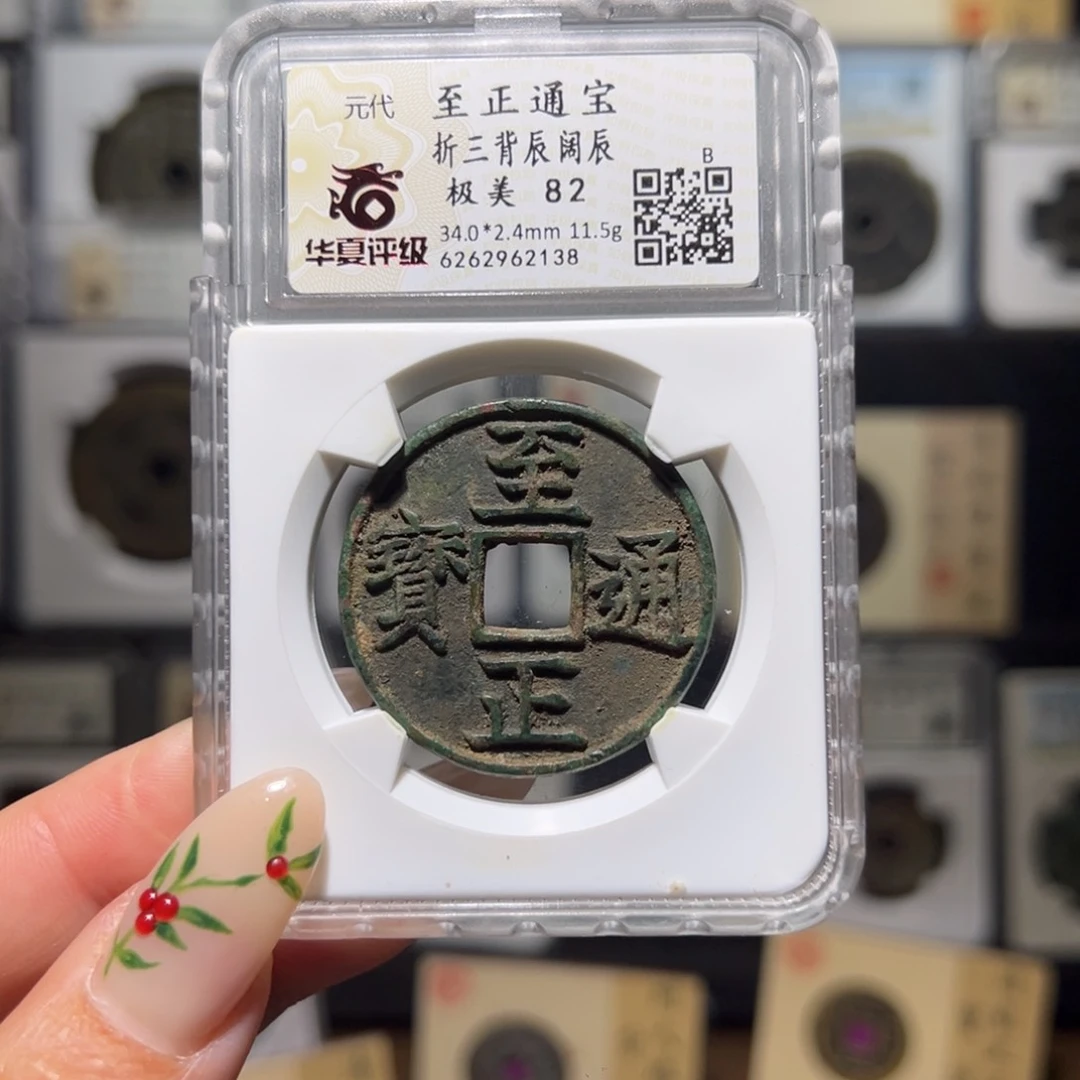 元代
至正通宝
折三背辰阔辰
极美 82
B
34.0*2.4mm 11.5g
6262962138
华夏评级
至
正
通
寶